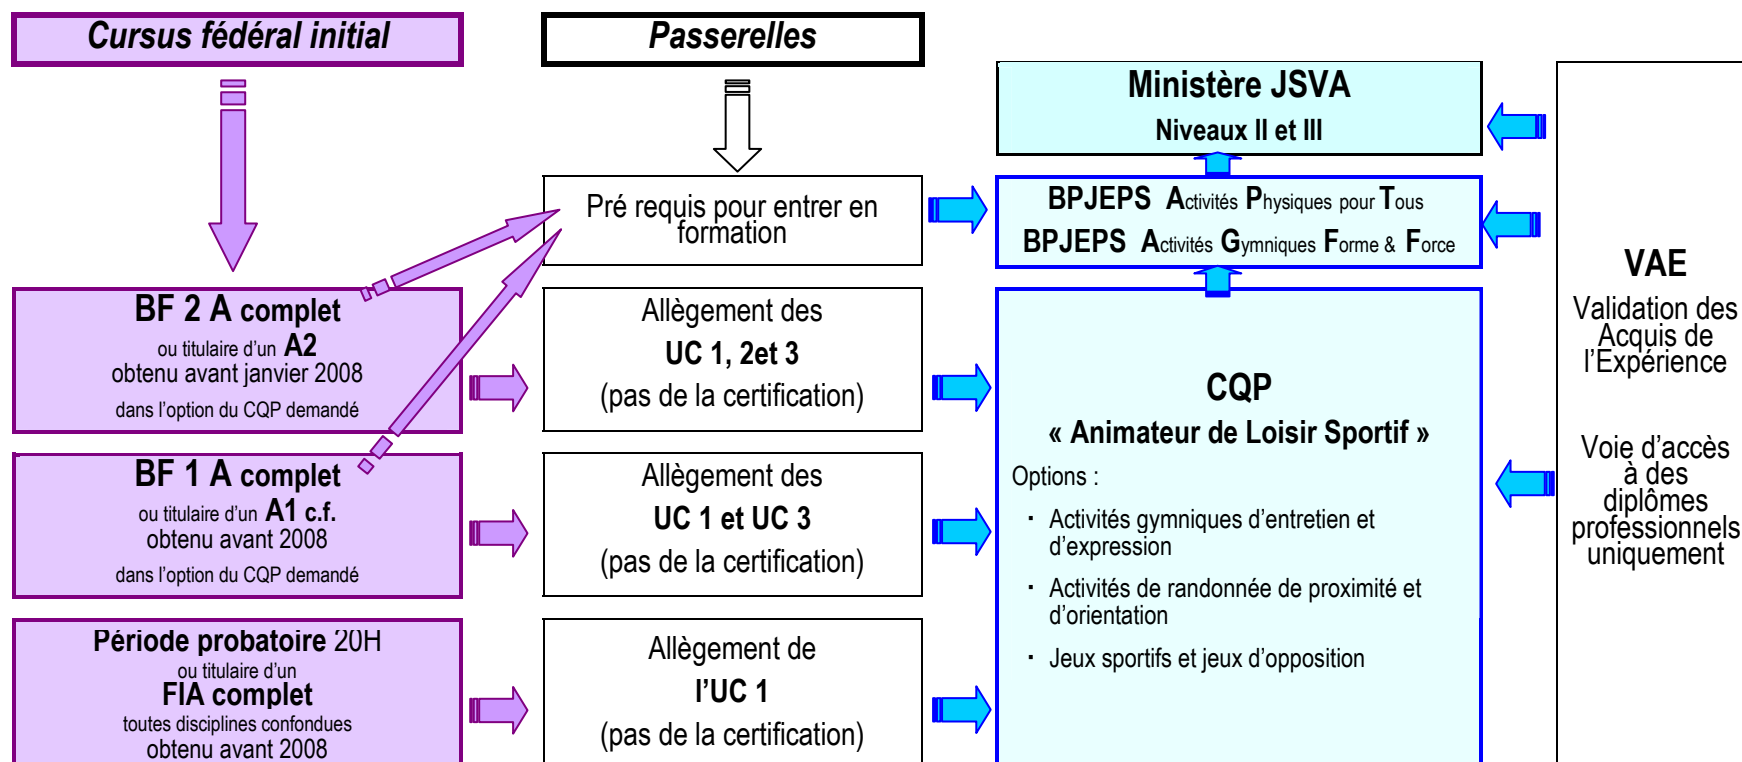 Cursus fédéral initial
Passerelles
Ministère JSVA
Niveaux II et III
Pré requis pour entrer en
formation
BPJEPS Activités Physiques pour Tous
BPJEPS Activités Gymniques Forme & Force
BF 2 A complet
ou titulaire d'un A2
obtenu avant janvier 2008
dans l'option du CQP demandé
Allègement des
UC 1, 2et 3
(pas de la certification)
BF 1 A complet
ou titulaire d'un A1 c.f.
obtenu avant 2008
dans l'option du CQP demandé
Allègement des
UC 1 et UC 3
(pas de la certification)
Période probatoire 20H
ou titulaire d'un
FIA complet
toutes disciplines confondues
obtenu avant 2008
Allègement de
l'UC 1
(pas de la certification)
CQP
« Animateur de Loisir Sportif »
Options :
· Activités gymniques d'entretien et
d'expression
· Activités de randonnée de proximité et
d'orientation
· Jeux sportifs et jeux d'opposition
VAE
Validation des
Acquis de
l'Expérience
Voie d'accès
à des
diplômes
professionnels
uniquement